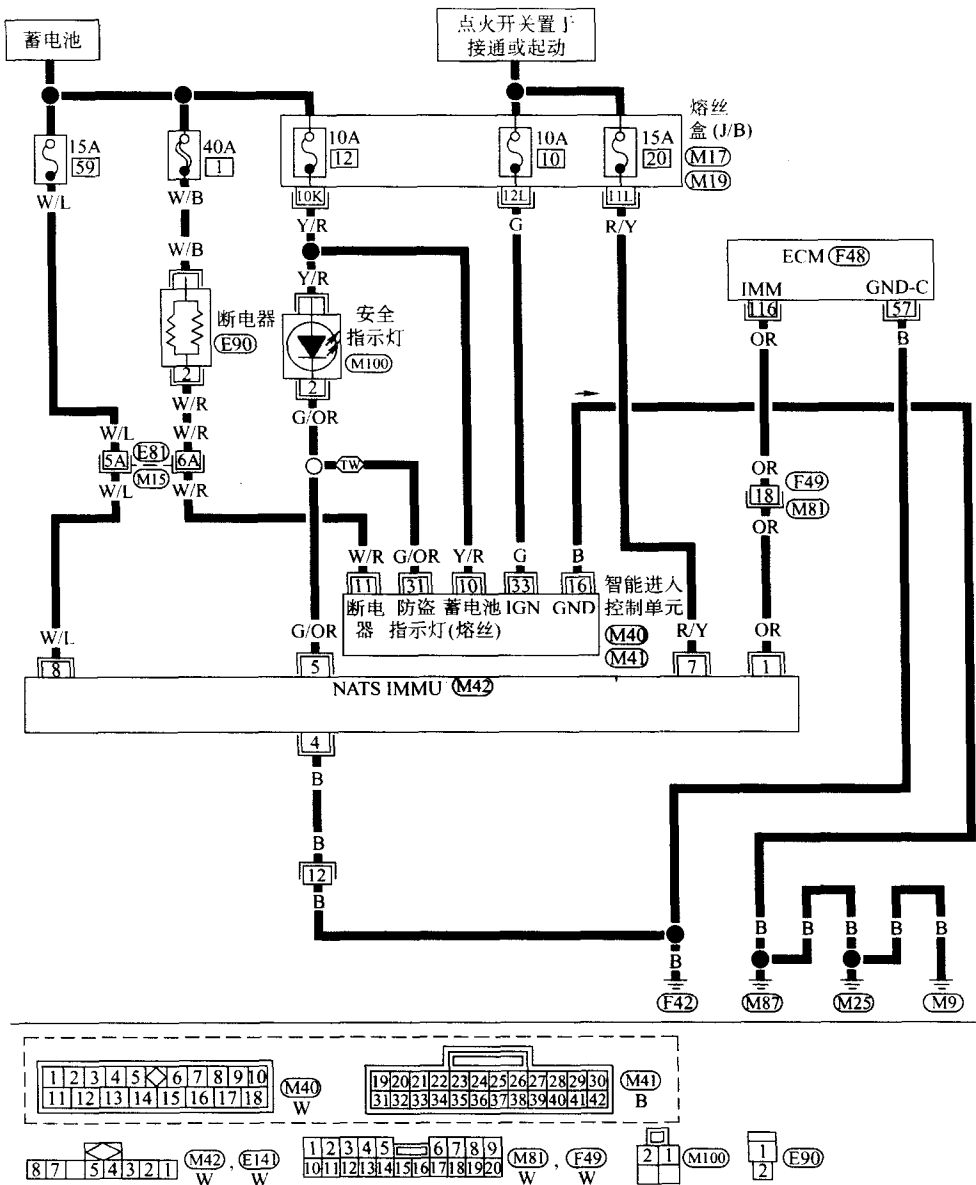 蓄电池
点火开关置于
接通或起动
熔丝
盒 (J/B)
M17
M19
15A
59
40A
1
10A
12
10A
10
15A
20
10K
12L
11L
W/L
W/B
Y/R
G
R/Y
W/B
Y/R
ECM F48
IMM
GND-C
116
57
OR
B
断电器
E90
安全
指示灯
M100
2
2
W/R
G/OR
W/L
W/R
5A
E81
M15
6A
W/L
W/R
TW
OR
18
F49
M81
OR
W/R
G/OR
Y/R
G
B
11
31
10
33
16
智能进入
控制单元
M40
M41
断电
器
防盗
指示灯
蓄电池
(熔丝)
IGN
GND
W/L
G/OR
R/Y
OR
8
5
7
1
NATS IMMU M42
4
B
B
12
B
B
B
B
B
B
B
F42
M87
M25
M9
1 2 3 4 5 6 7 8 9 10
11 12 13 14 15 16 17 18
M40
W
19 20 21 22 23 24 25 26 27 28 29 30
31 32 33 34 35 36 37 38 39 40 41 42
M41
B
8 7 5 4 3 2 1
M42 , E141
W W
1 2 3 4 5 6 7 8 9
10 11 12 13 14 15 16 17 18 19 20
M81 , F49
W W
2 1
M100
1
2
E90